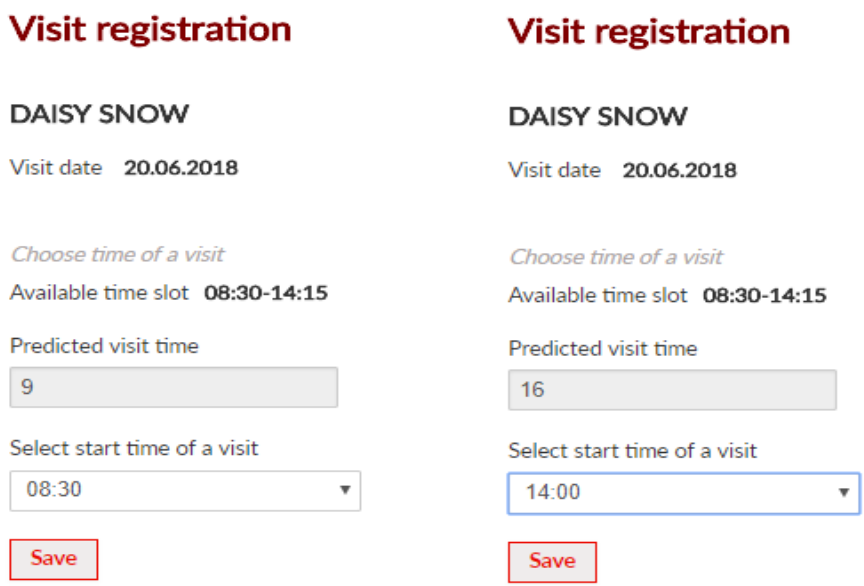 Visit registration
DAISY SNOW
Visit date 20.06.2018
Choose time of a visit
Available time slot 08:30-14:15
Predicted visit time
9
Select start time of a visit
08:30
Save
Visit registration
DAISY SNOW
Visit date 20.06.2018
Choose time of a visit
Available time slot 08:30-14:15
Predicted visit time
16
Select start time of a visit
14:00
Save